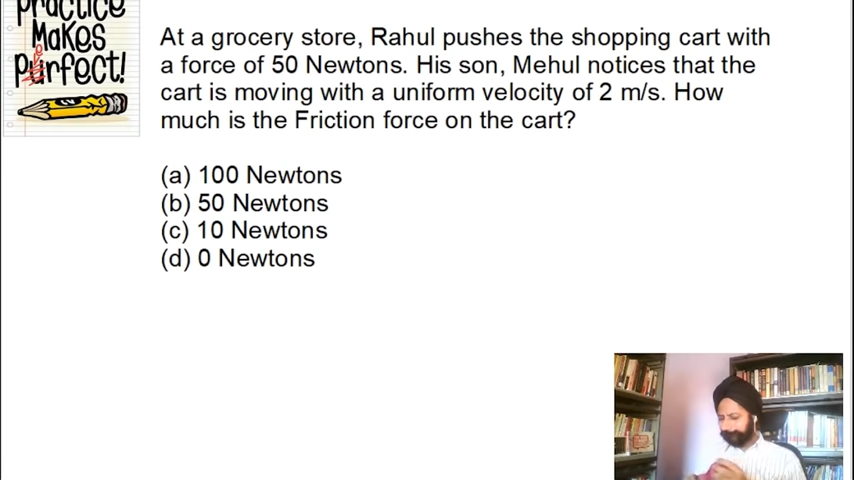 practice
Makes
Perfect!
At a grocery store, Rahul pushes the shopping cart with
a force of 50 Newtons. His son, Mehul notices that the
cart is moving with a uniform velocity of 2 m/s. How
much is the Friction force on the cart?
(a) 100 Newtons
(b) 50 Newtons
(c) 10 Newtons
(d) 0 Newtons